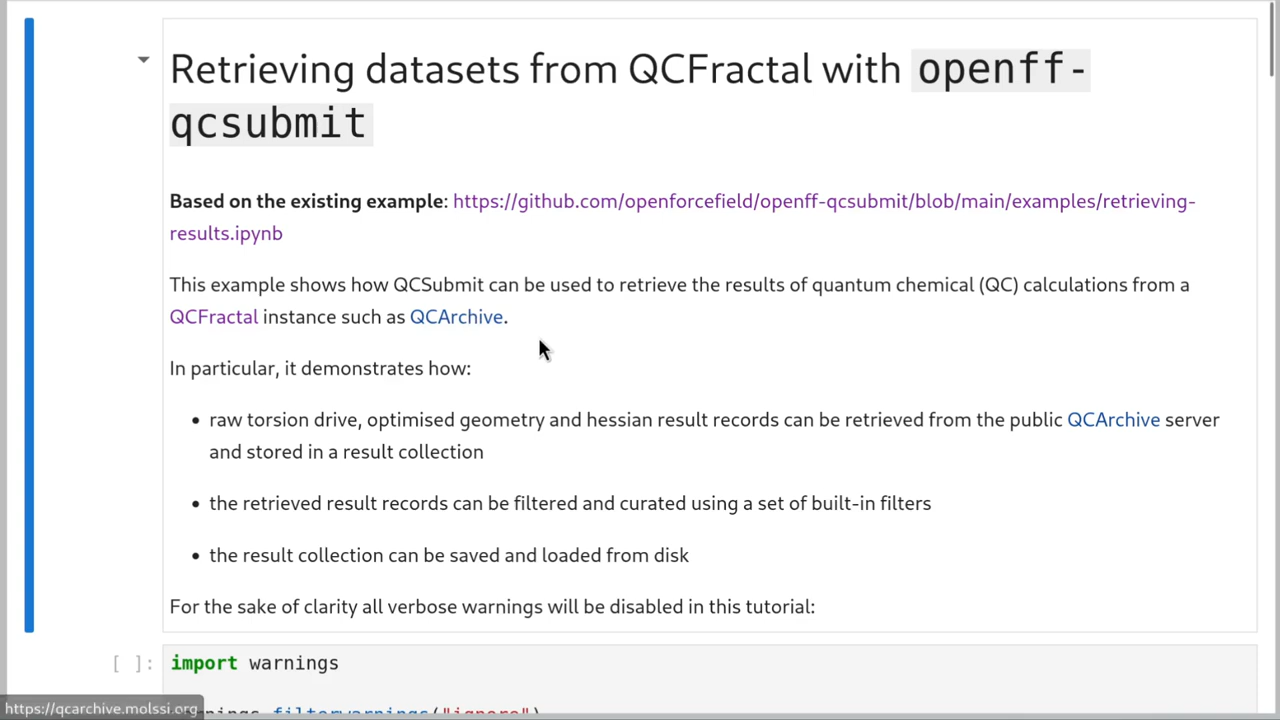 Retrieving datasets from QCFractal with openff-
qcsubmit
Based on the existing example: https://github.com/openforcefield/openff-qcsubmit/blob/main/examples/retrieving-
results.ipynb
This example shows how QCSubmit can be used to retrieve the results of quantum chemical (QC) calculations from a
QCFractal instance such as QCArchive.
In particular, it demonstrates how:
• raw torsion drive, optimised geometry and hessian result records can be retrieved from the public QCArchive server
and stored in a result collection
• the retrieved result records can be filtered and curated using a set of built-in filters
• the result collection can be saved and loaded from disk
For the sake of clarity all verbose warnings will be disabled in this tutorial:
[ ]: import warnings
https://qcarchive.molssi.org
warnings.filterwarnings("ignore")